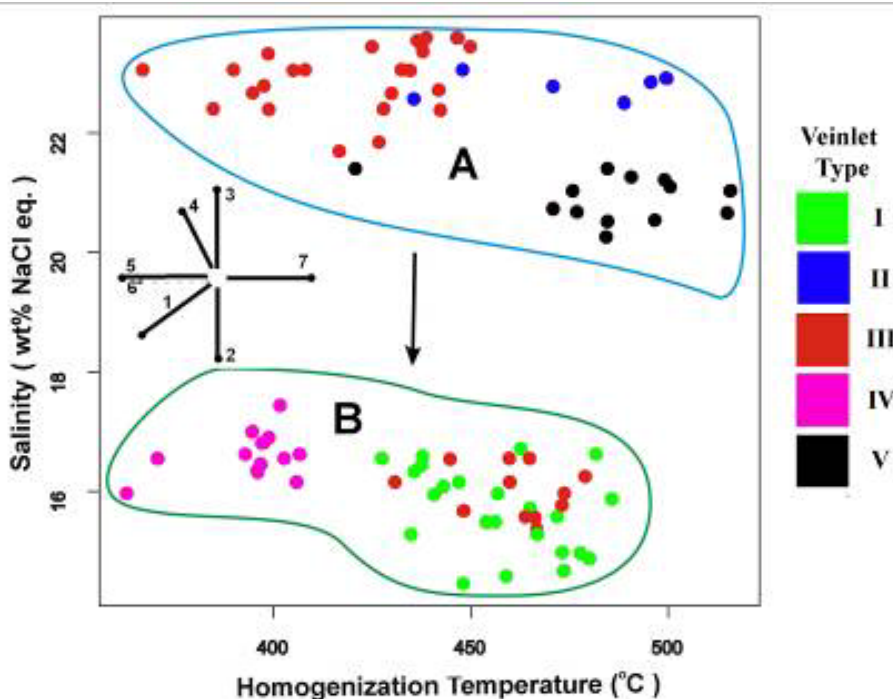 22
20
18
16
Salinity ( wt% NaCl eq.)
A
B
3
4
5
6
7
1
2
400
450
500
Homogenization Temperature (°C)
Veinlet
Type
I
II
III
IV
V